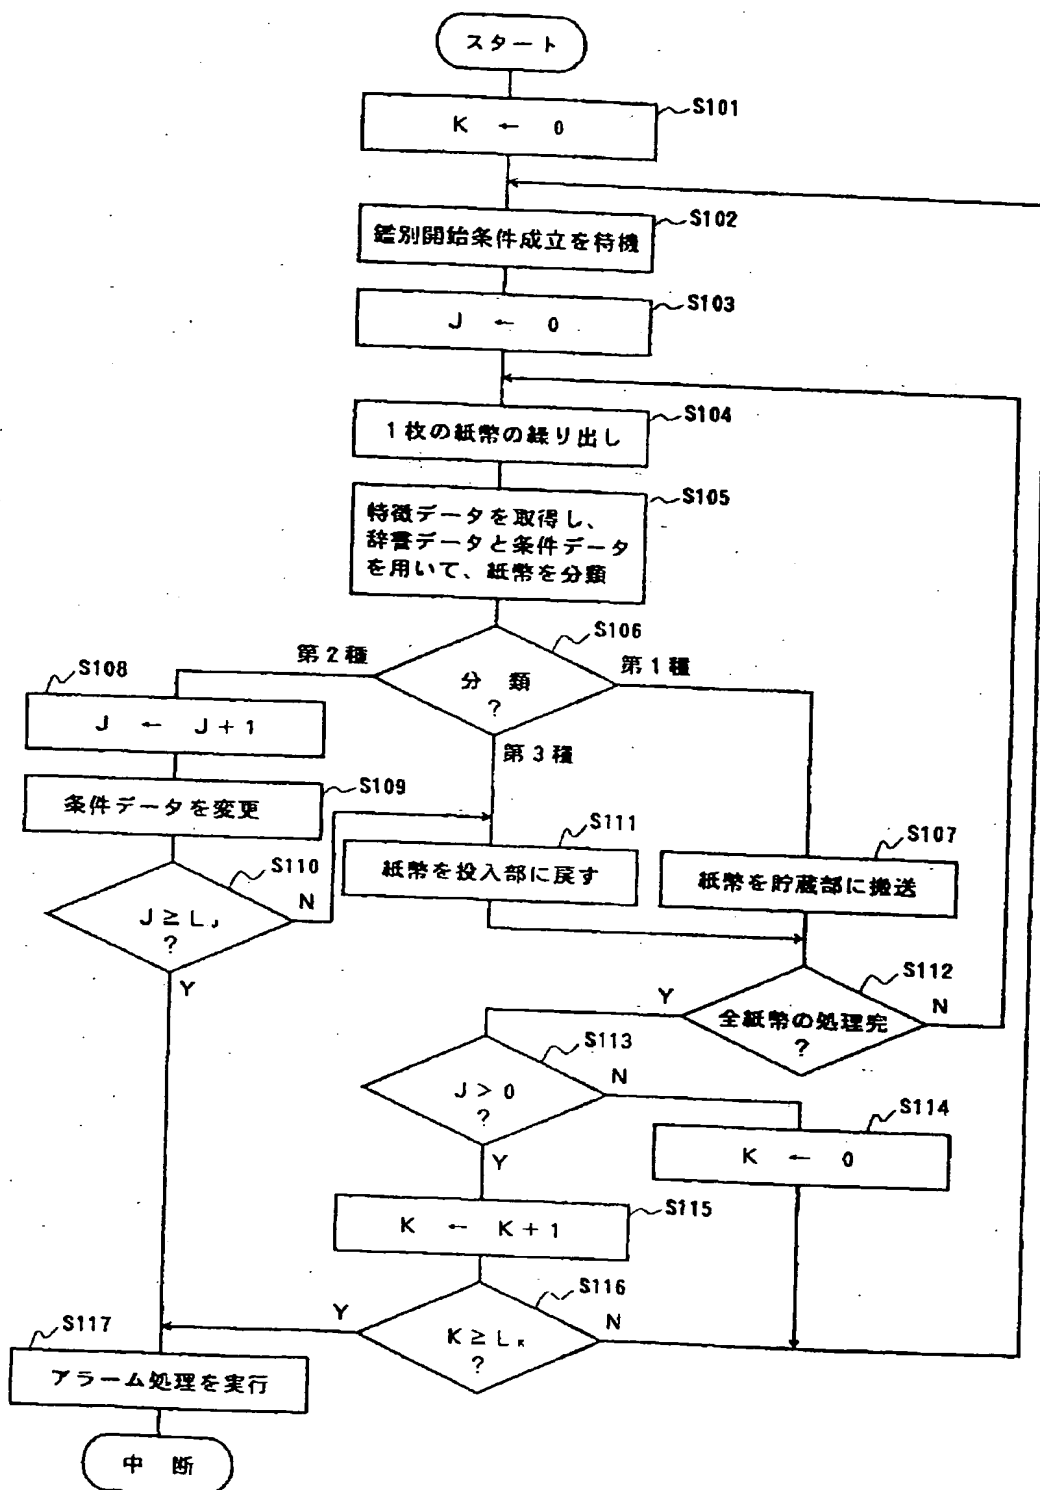 スタート
S101
K ← 0
S102
鑑別開始条件成立を待機
S103
J ← 0
S104
1枚の紙幣の繰り出し
S105
特徴データを取得し、
辞書データと条件データ
を用いて、紙幣を分類
S106
第2種
第1種
分類
?
第3種
S108
J ← J+1
S109
条件データを変更
S110
J≧LJ
?
N
Y
S111
紙幣を投入部に戻す
S107
紙幣を貯蔵部に搬送
S112
Y
N
全紙幣の処理完
?
S113
J>0
?
N
Y
S114
K ← 0
S115
K ← K+1
S116
Y
N
K≧LK
?
S117
アラーム処理を実行
中断